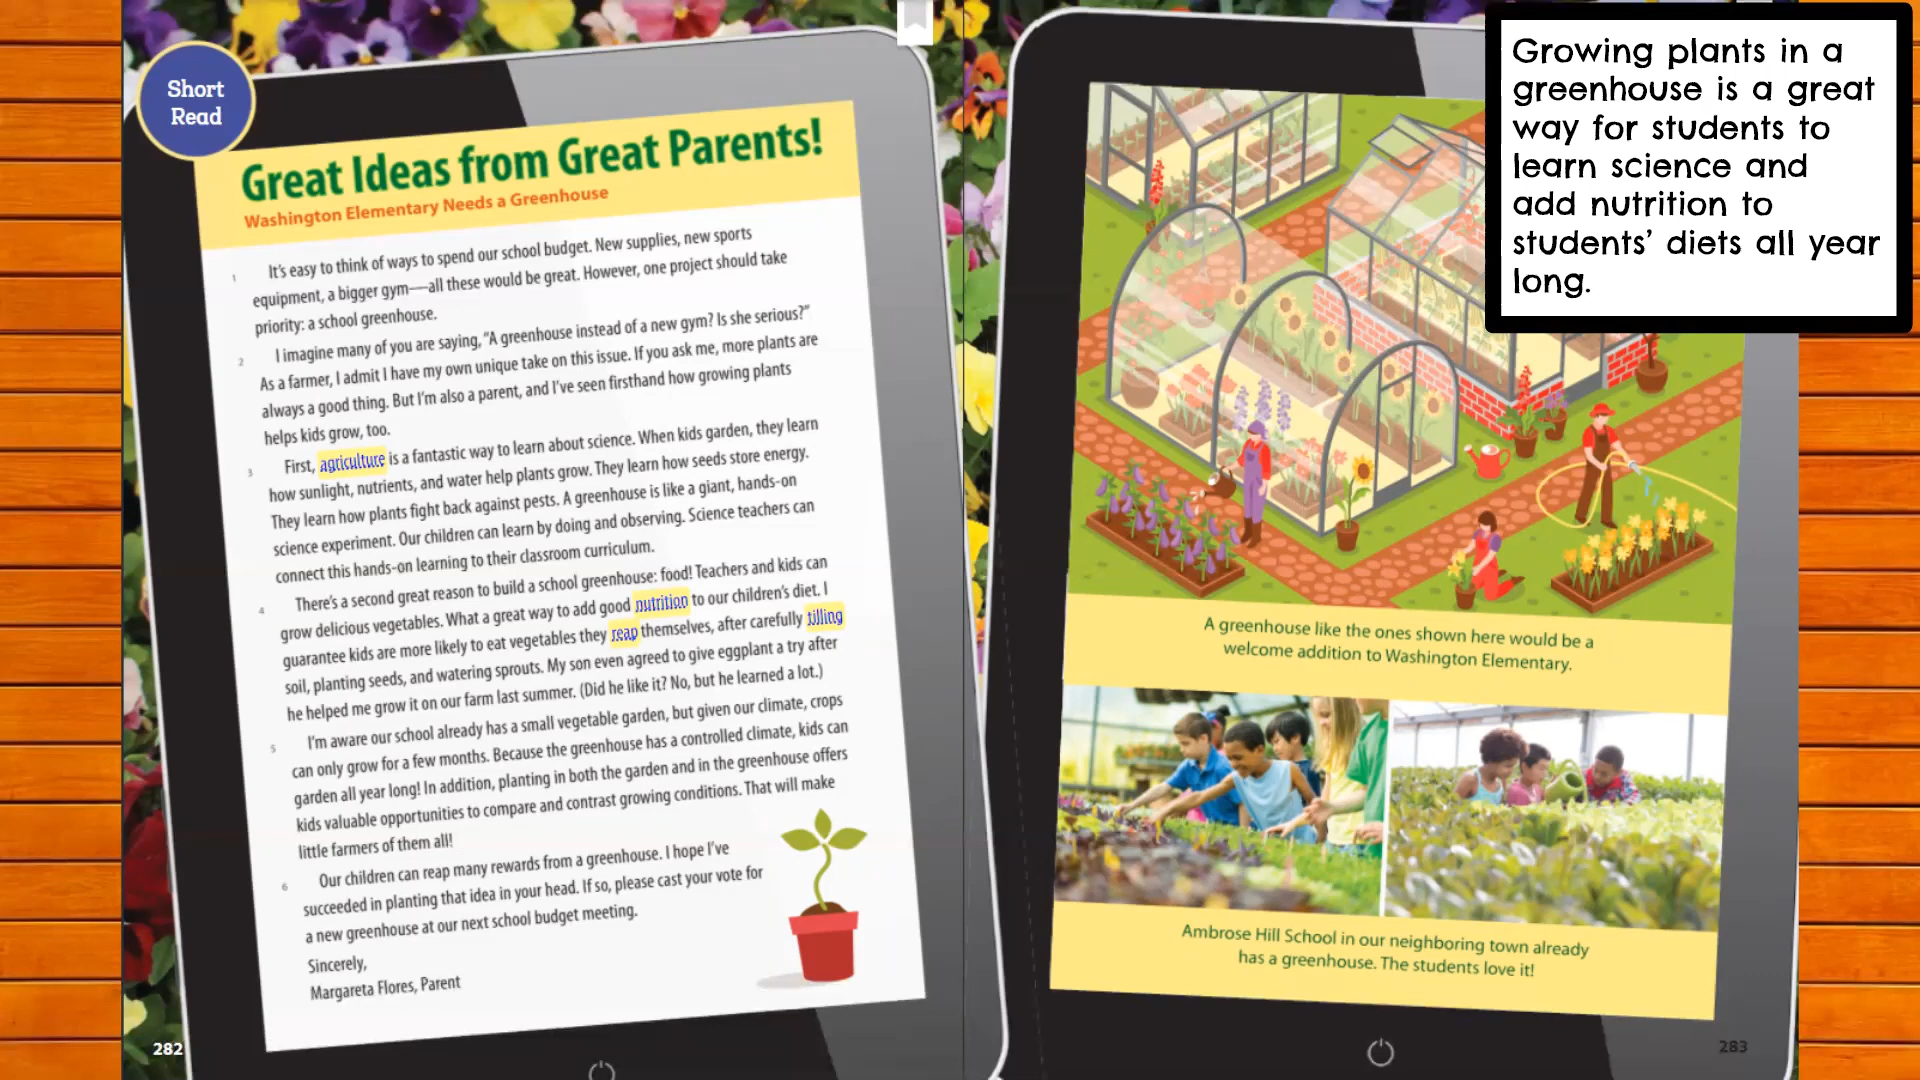 Short
Read
Great Ideas from Great Parents!
Washington Elementary Needs a Greenhouse
1 It's easy to think of ways to spend our school budget. New supplies, new sports
equipment, a bigger gym—all these would be great. However, one project should take
priority: a school greenhouse.
2 I imagine many of you are saying, "A greenhouse instead of a new gym? Is she serious?"
As a farmer, I admit I have my own unique take on this issue. If you ask me, more plants are
always a good thing. But I'm also a parent, and I've seen firsthand how growing plants
helps kids grow, too.
3 First, agriculture is a fantastic way to learn about science. When kids garden, they learn
how sunlight, nutrients, and water help plants grow. They learn how seeds store energy.
They learn how plants fight back against pests. A greenhouse is like a giant, hands-on
science experiment. Our children can learn by doing and observing. Science teachers can
connect this hands-on learning to their classroom curriculum.
4 There's a second great reason to build a school greenhouse: food! Teachers and kids can
grow delicious vegetables. What a great way to add good nutrition to our children's diet. I
guarantee kids are more likely to eat vegetables they reap themselves, after carefully tilling
soil, planting seeds, and watering sprouts. My son even agreed to give eggplant a try after
he helped me grow it on our farm last summer. (Did he like it? No, but he learned a lot.)
5 I'm aware our school already has a small vegetable garden, but given our climate, crops
can only grow for a few months. Because the greenhouse has a controlled climate, kids can
garden all year long! In addition, planting in both the garden and in the greenhouse offers
kids valuable opportunities to compare and contrast growing conditions. That will make
little farmers of them all!
6 Our children can reap many rewards from a greenhouse. I hope I've
succeeded in planting that idea in your head. If so, please cast your vote for
a new greenhouse at our next school budget meeting.
Sincerely,
Margareta Flores, Parent
282
Growing plants in a
greenhouse is a great
way for students to
learn science and
add nutrition to
students' diets all year
long.
A greenhouse like the ones shown here would be a
welcome addition to Washington Elementary.
Ambrose Hill School in our neighboring town already
has a greenhouse. The students love it!
283